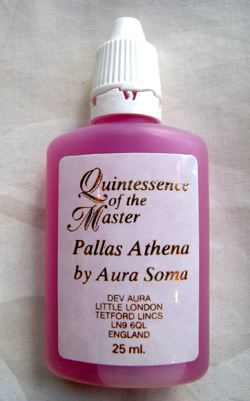 Quintessence
of the
Master
Pallas Athena
by Aura Soma
DEV AURA
LITTLE LONDON
TETFORD LINCS
LN9 6QL
ENGLAND
25 ml.